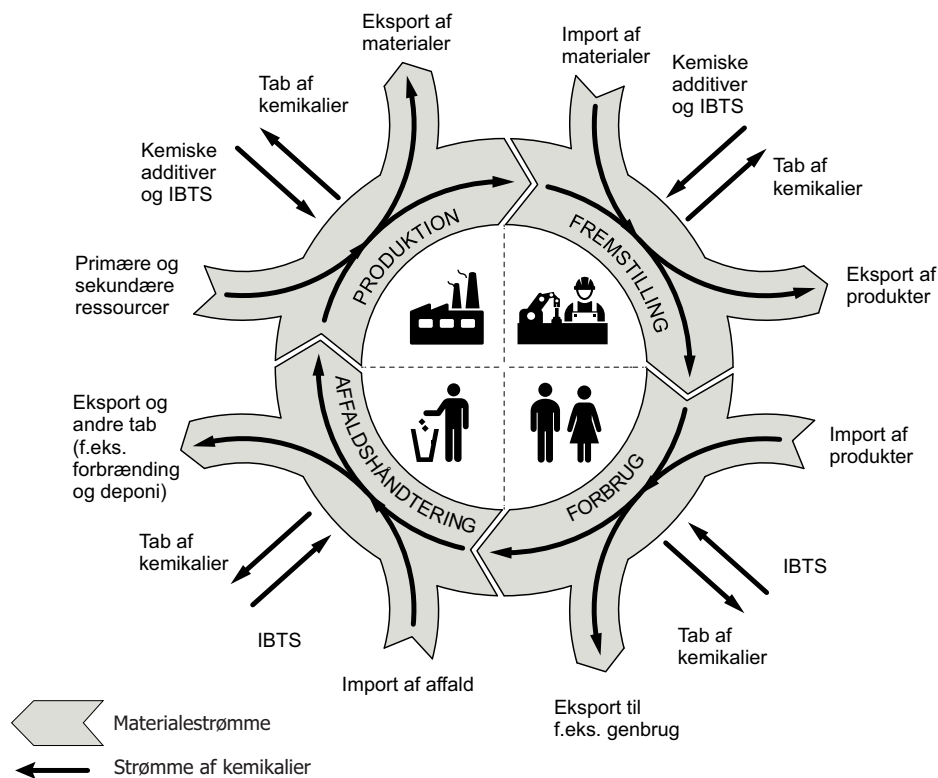 Eksport af
materialer
Import af
materialer
Tab af
kemikalier
Kemiske
additiver
og IBTS
Kemiske
additiver
og IBTS
Tab af
kemikalier
PRODUKTION
FREMSTILLING
Primære og
sekundære
ressourcer
Eksport af
produkter
Eksport og
andre tab
(f.eks.
forbrænding
og deponi)
AFFALDSHÅNDTERING
FORBRUG
Import af
produkter
Tab af
kemikalier
IBTS
IBTS
Tab af
kemikalier
Import af affald
Eksport til
f.eks. genbrug
Materialestrømme
Strømme af kemikalier